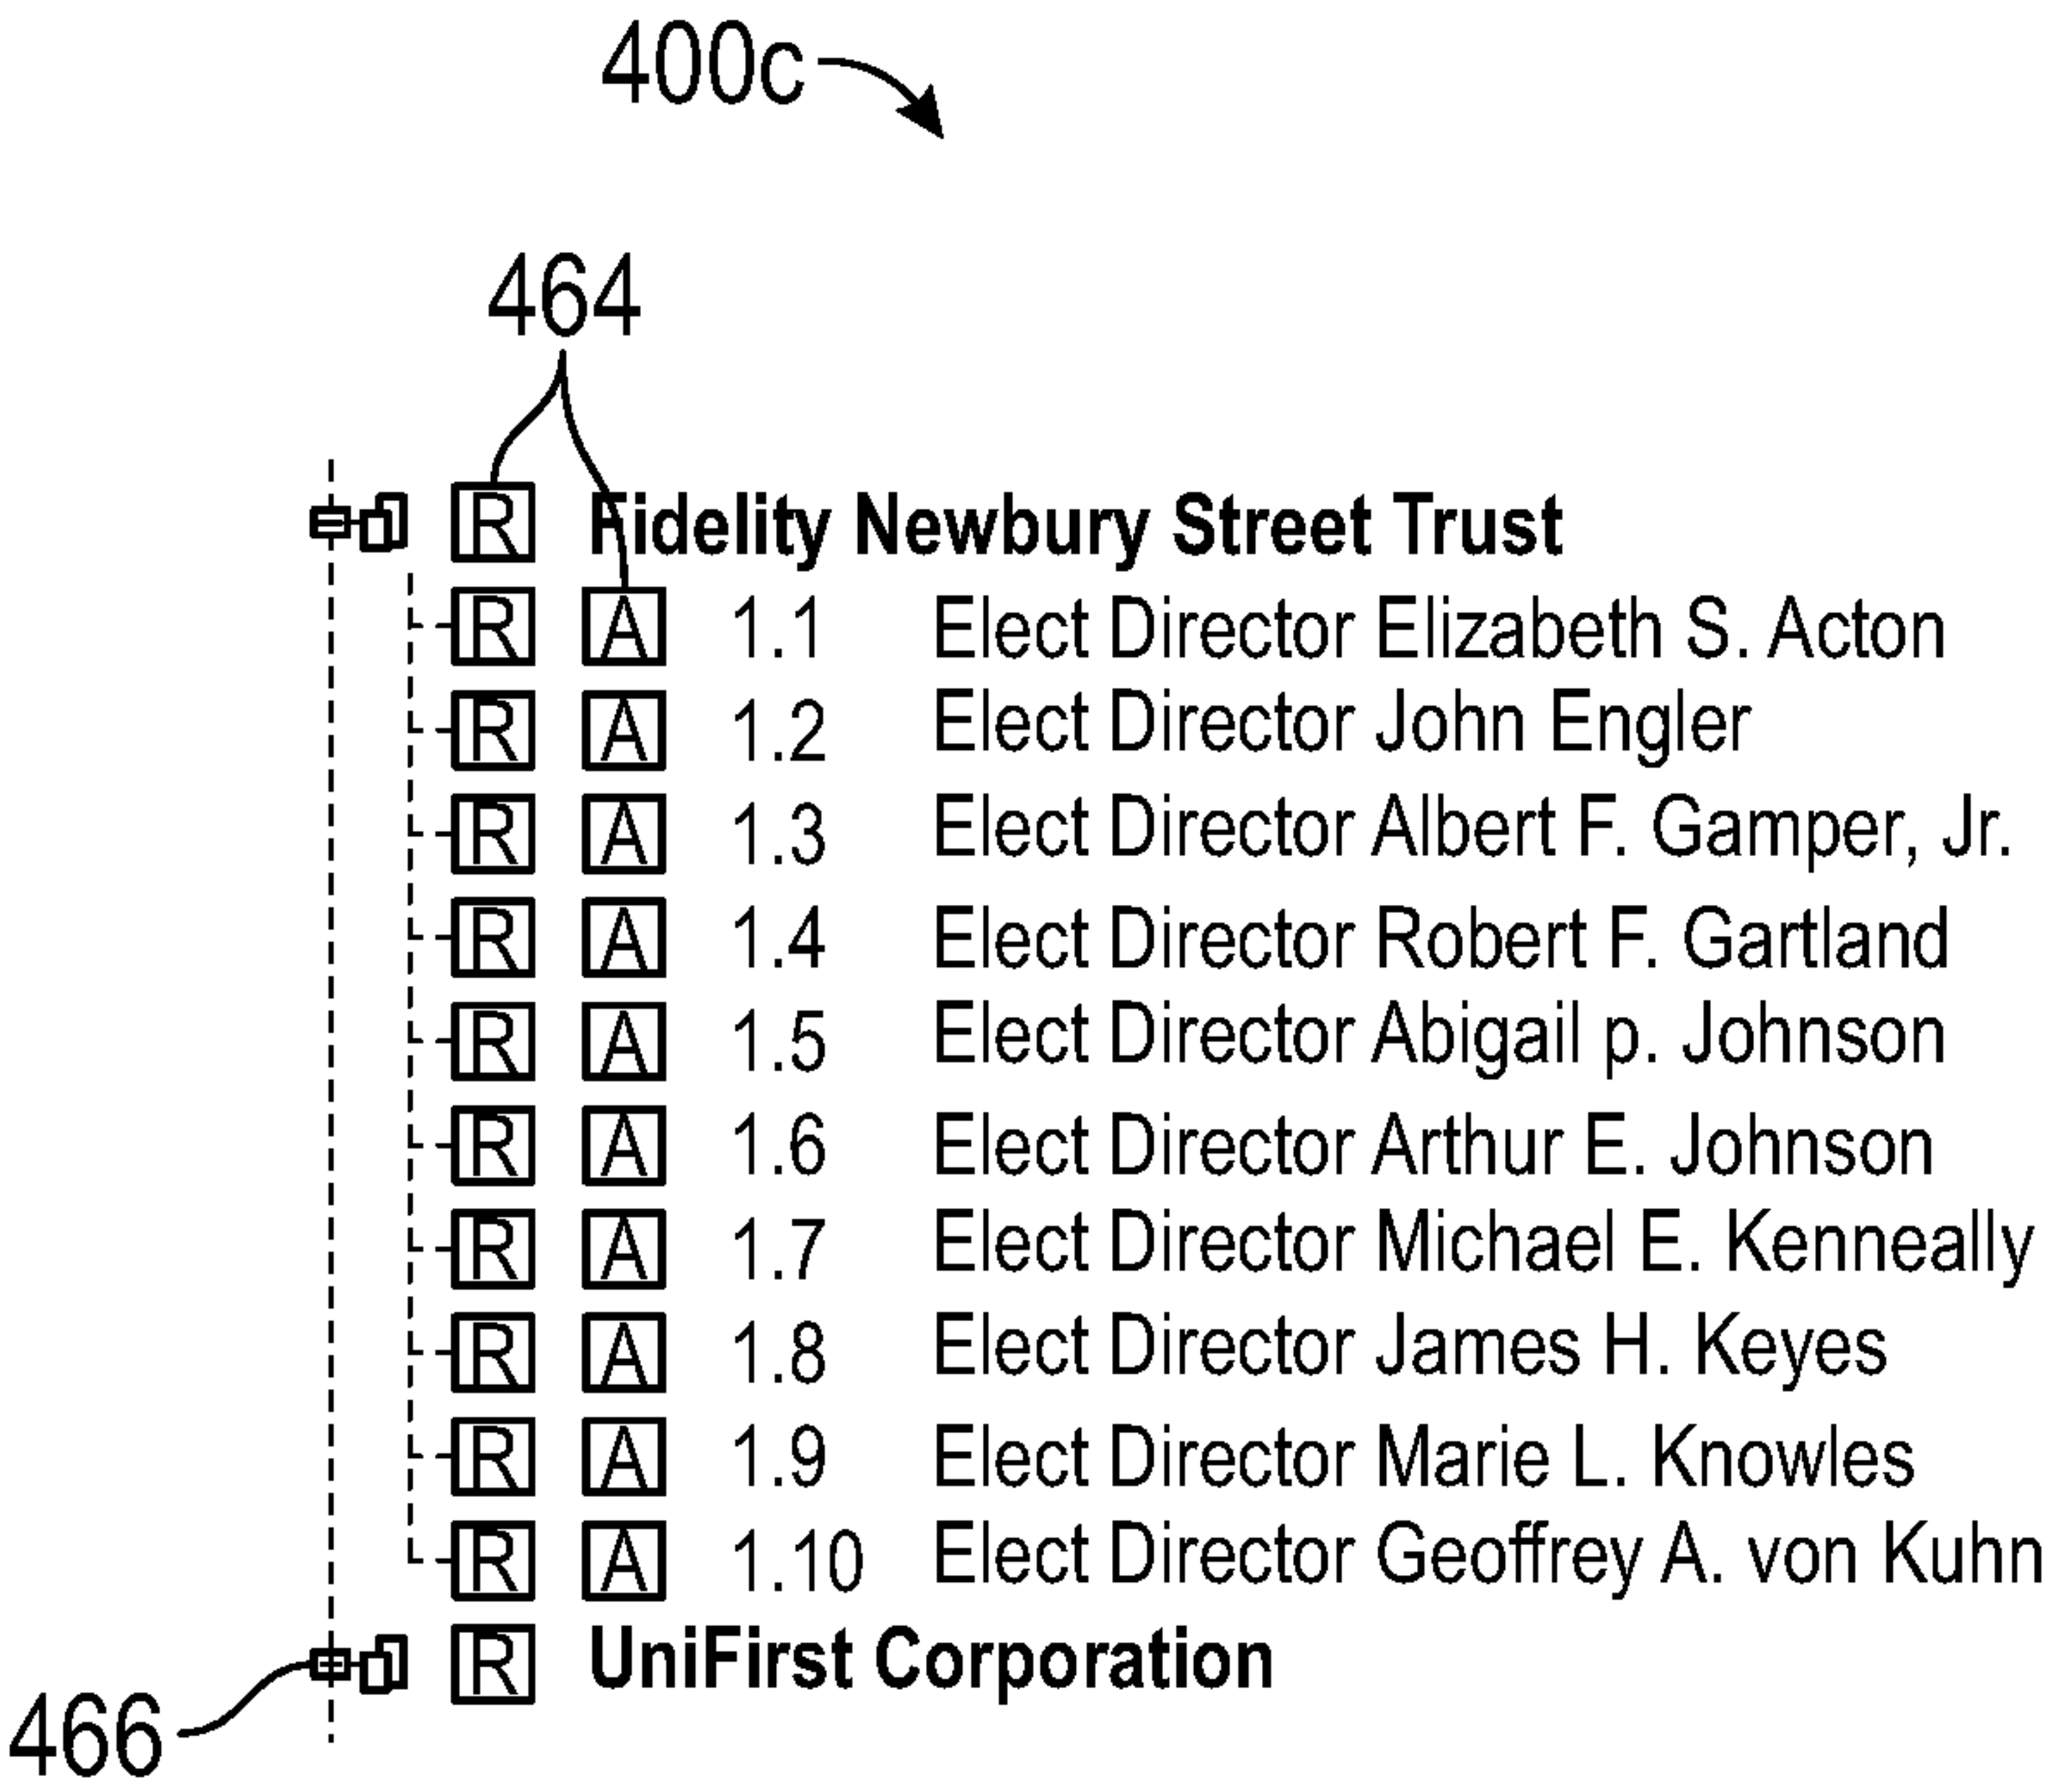 400c
464
R Fidelity Newbury Street Trust
R A 1.1 Elect Director Elizabeth S. Acton
R A 1.2 Elect Director John Engler
R A 1.3 Elect Director Albert F. Gamper, Jr.
R A 1.4 Elect Director Robert F. Gartland
R A 1.5 Elect Director Abigail p. Johnson
R A 1.6 Elect Director Arthur E. Johnson
R A 1.7 Elect Director Michael E. Kenneally
R A 1.8 Elect Director James H. Keyes
R A 1.9 Elect Director Marie L. Knowles
R A 1.10 Elect Director Geoffrey A. von Kuhn
R UniFirst Corporation
466